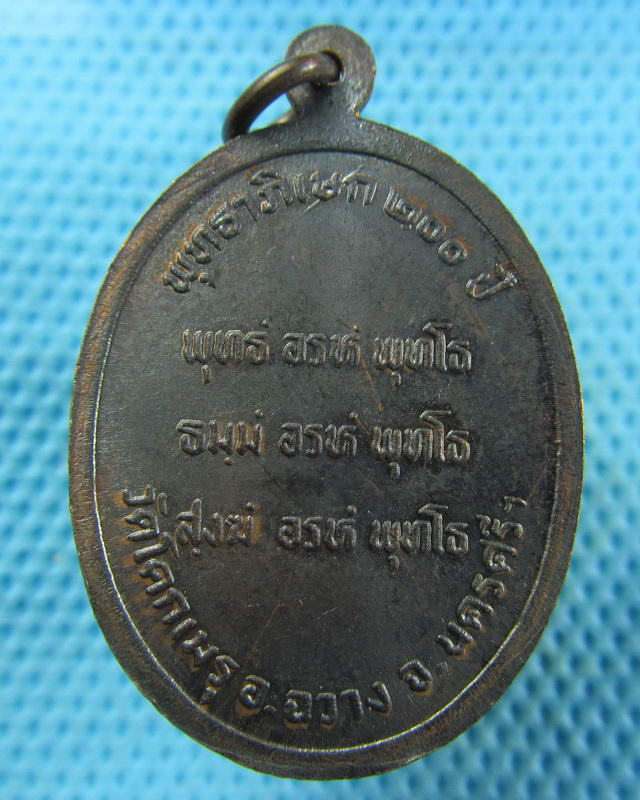 พุทธาภิเษก ๒๑๐๐ ปี
พุทธํ อรหํ พุทโธ
ธมฺมํ อรหํ พุทโธ
สงฺฆํ อรหํ พุทโธ
วัดโคกเมรุ อ.ฉวาง จ.นครศรีฯ